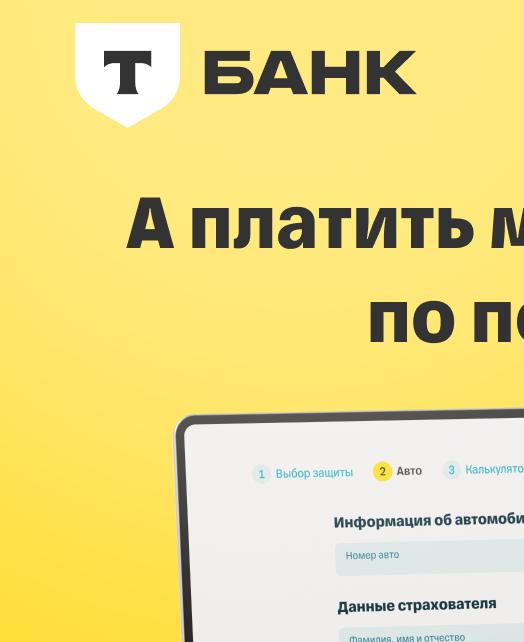 Т БАНК
А платить м
по п
1 Выбор защиты 2 Авто 3 Калькулято
Информация об автомоби
Номер авто
Данные страхователя
Фамилия, имя и отчество